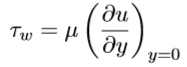 τ_w = μ (∂u/∂y)_{y=0}